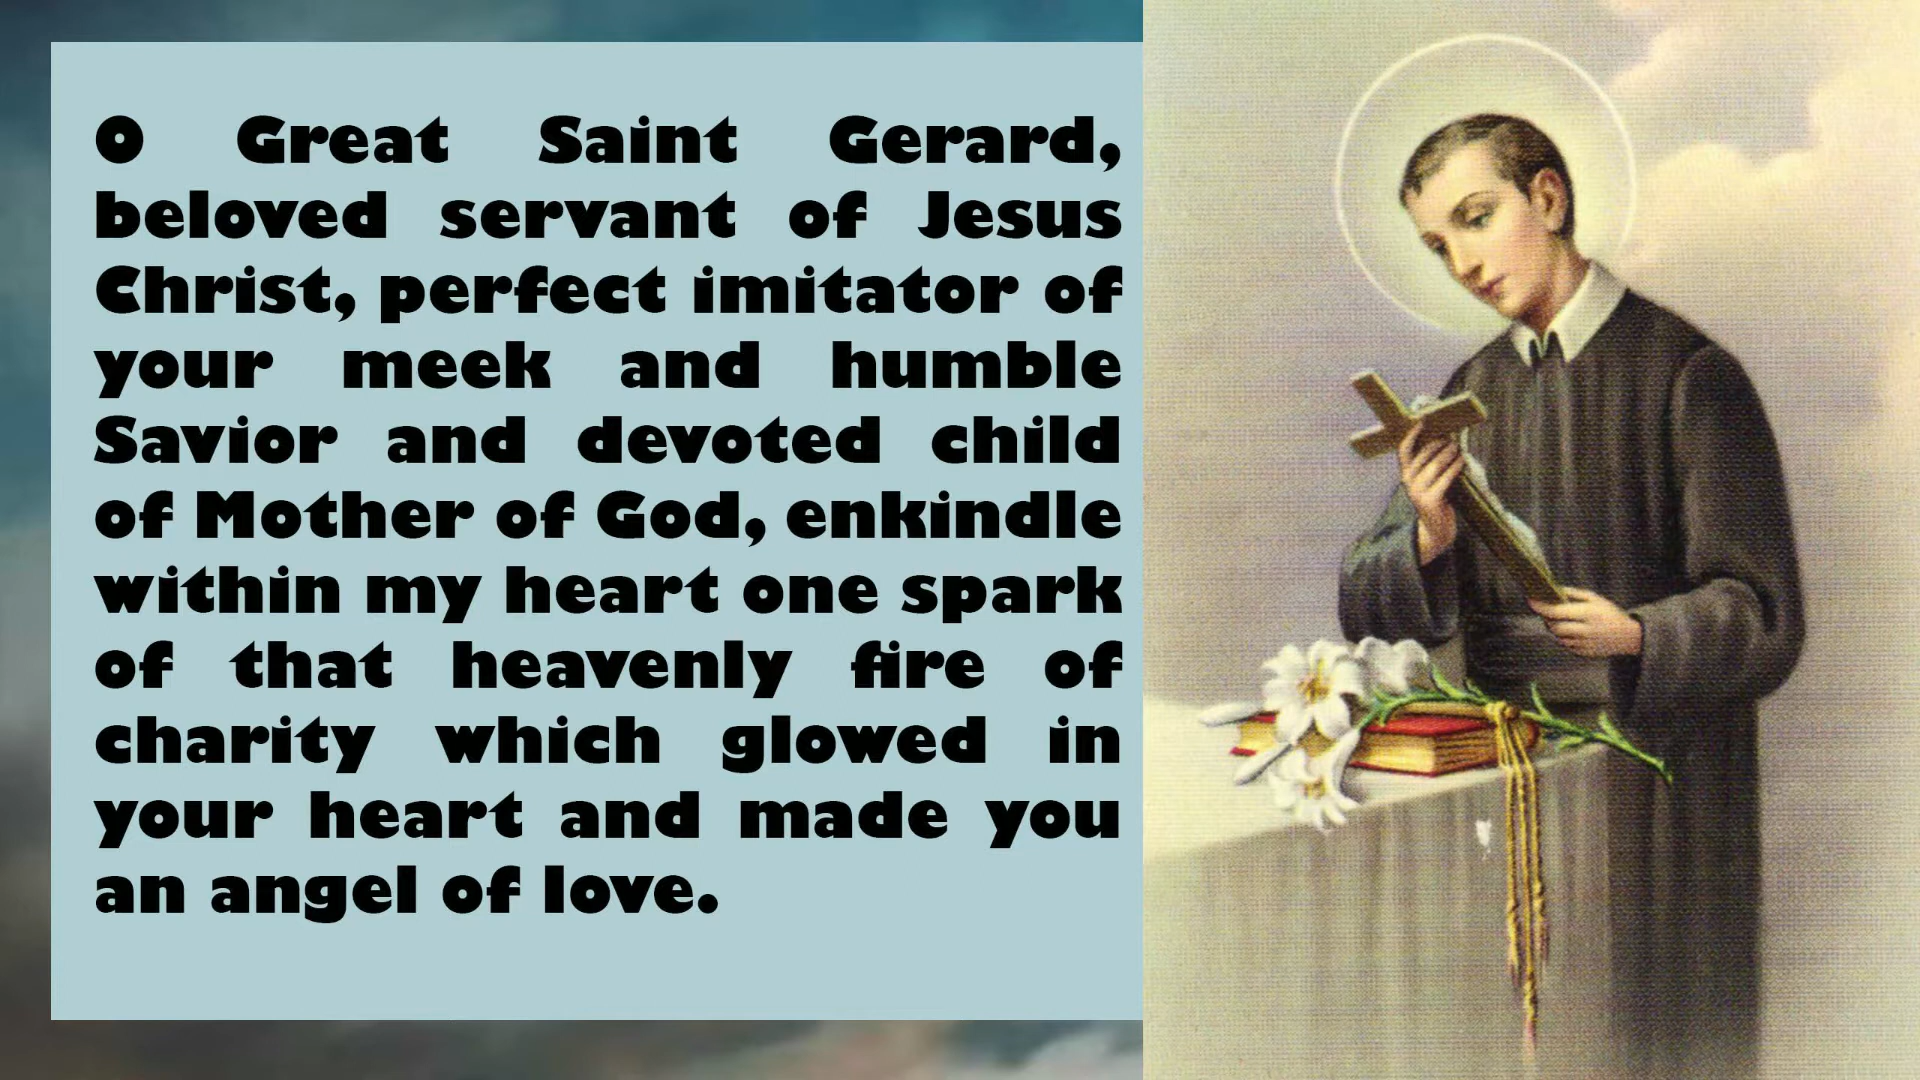 O Great Saint Gerard,
beloved servant of Jesus
Christ, perfect imitator of
your meek and humble
Savior and devoted child
of Mother of God, enkindle
within my heart one spark
of that heavenly fire of
charity which glowed in
your heart and made you
an angel of love.